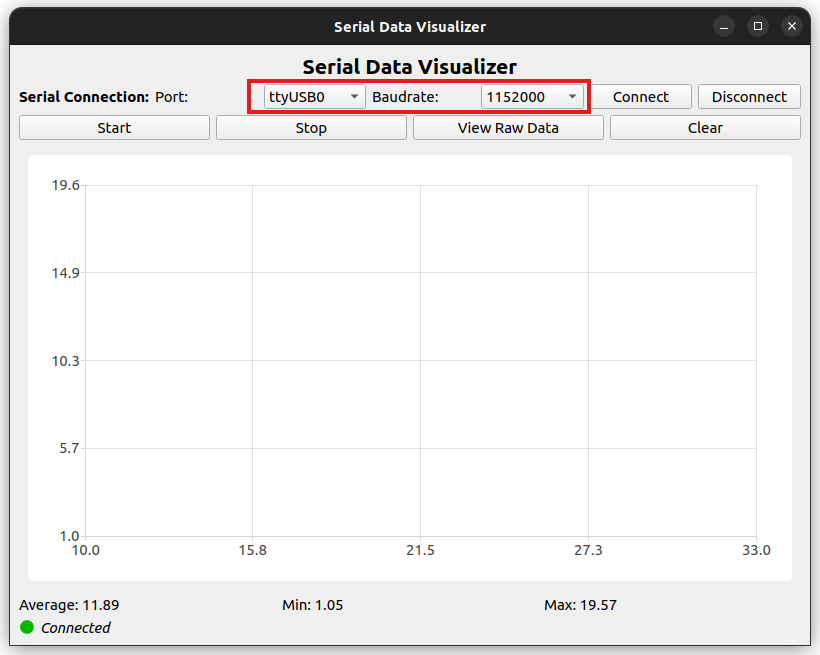 Serial Data Visualizer
Serial Data Visualizer
Serial Connection: Port: ttyUSB0 Baudrate: 1152000 Connect Disconnect
Start Stop View Raw Data Clear
19.6
14.9
10.3
5.7
1.0
10.0 15.8 21.5 27.3 33.0
Average: 11.89 Min: 1.05 Max: 19.57
Connected